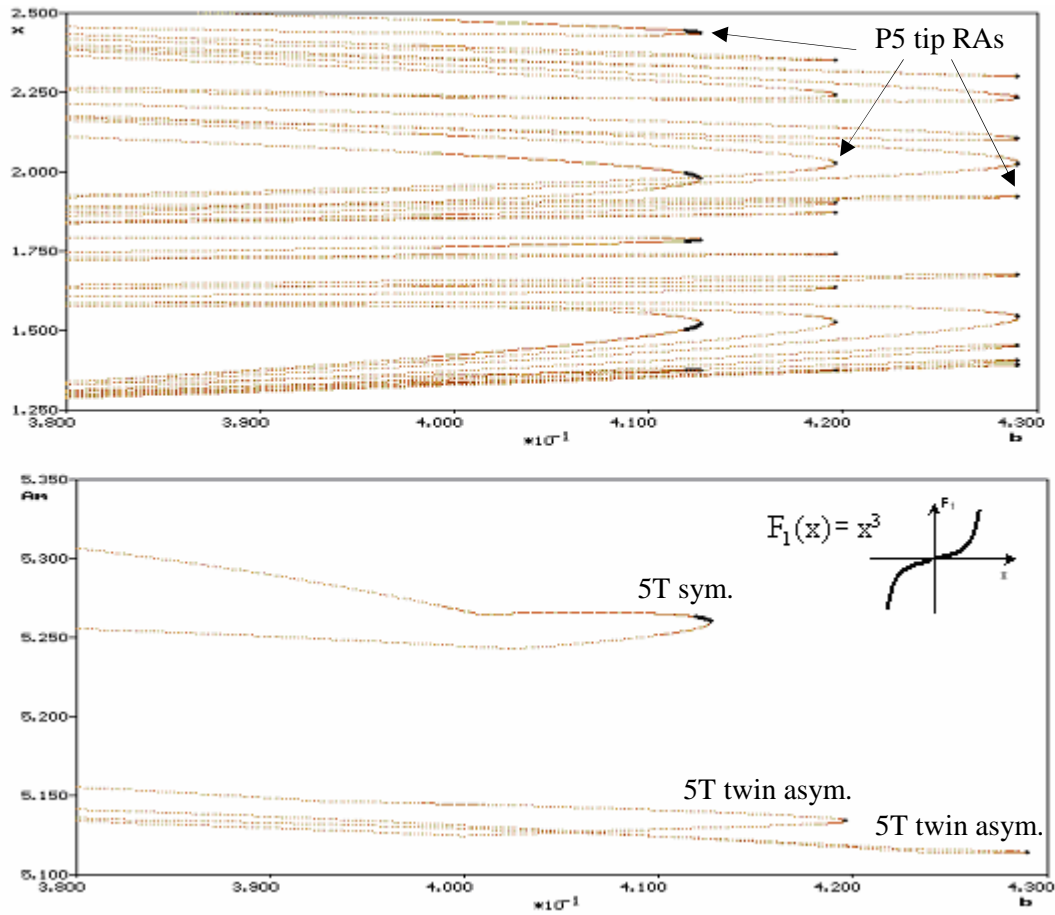 2.500
x
P5 tip RAs
2.250
2.000
1.750
1.500
1.250
3.800 3.900 4.000 4.100 4.200 4.300
*10⁻¹ b
5.350
Am
F₁(x) = x³
F₁
x
5T sym.
5.300
5.250
5.200
5.150
5T twin asym.
5T twin asym.
5.100
3.800 3.900 4.000 4.100 4.200 4.300
*10⁻¹ b